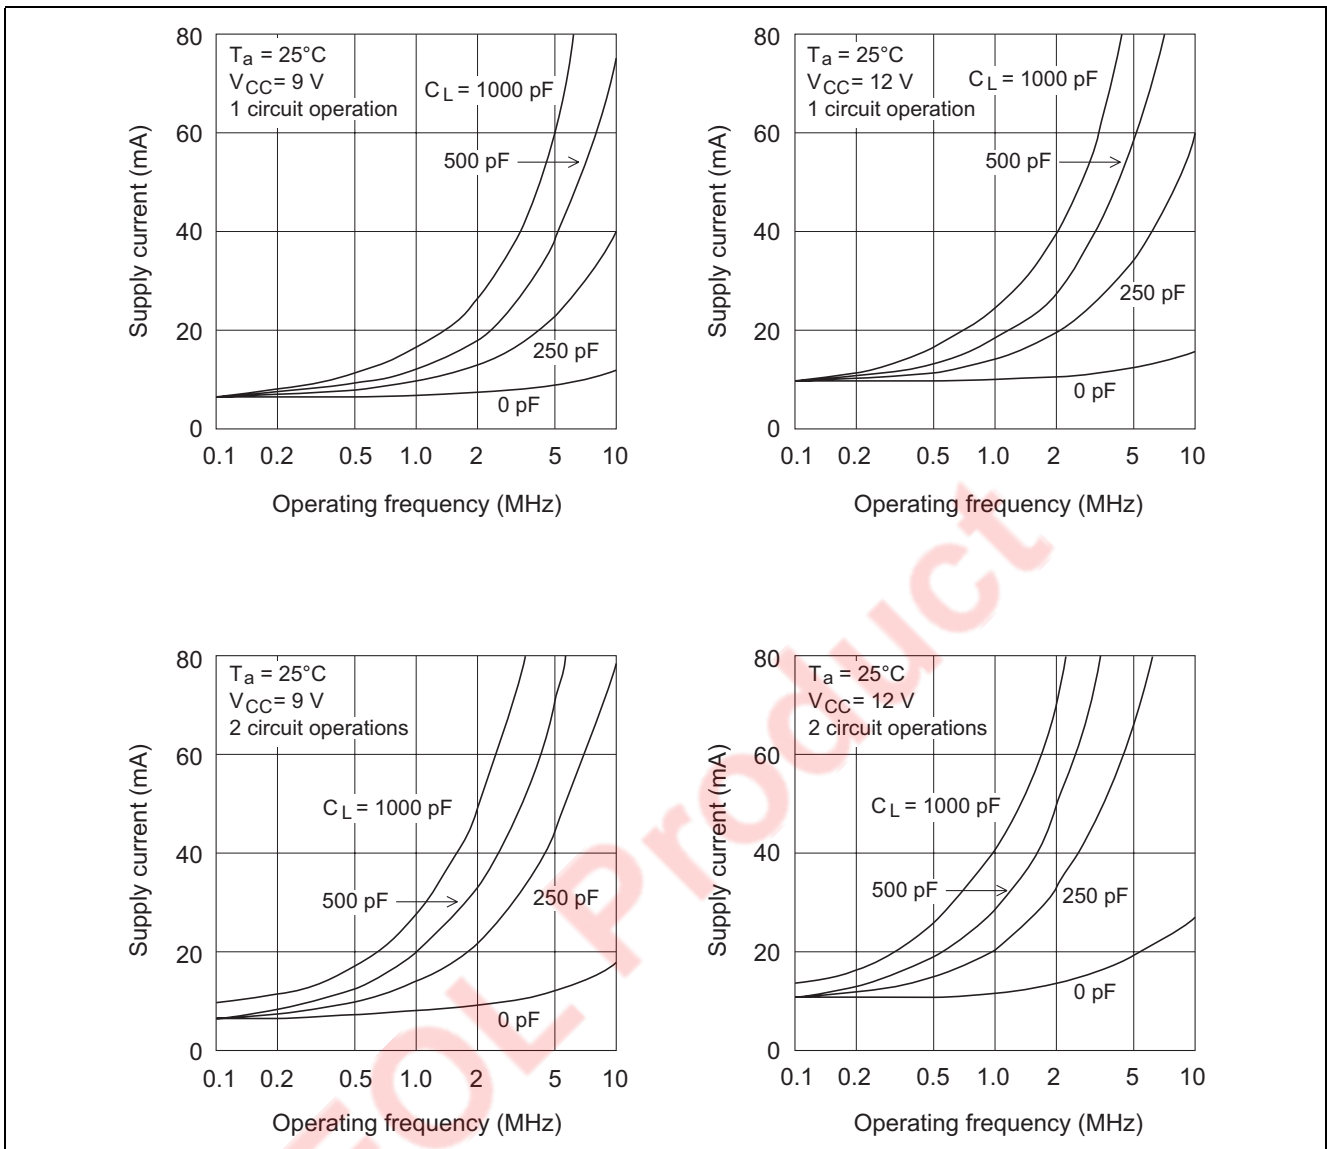 80
60
40
20
0
Supply current (mA)
Ta = 25°C
VCC= 9 V
1 circuit operation
CL = 1000 pF
500 pF
250 pF
0 pF
0.1 0.2 0.5 1.0 2 5 10
Operating frequency (MHz)
80
60
40
20
0
Supply current (mA)
Ta = 25°C
VCC= 12 V
1 circuit operation
CL = 1000 pF
500 pF
250 pF
0 pF
0.1 0.2 0.5 1.0 2 5 10
Operating frequency (MHz)
80
60
40
20
0
Supply current (mA)
Ta = 25°C
VCC= 9 V
2 circuit operations
CL = 1000 pF
500 pF
250 pF
0 pF
0.1 0.2 0.5 1.0 2 5 10
Operating frequency (MHz)
80
60
40
20
0
Supply current (mA)
Ta = 25°C
VCC= 12 V
2 circuit operations
CL = 1000 pF
500 pF
250 pF
0 pF
0.1 0.2 0.5 1.0 2 5 10
Operating frequency (MHz)
EOL Product